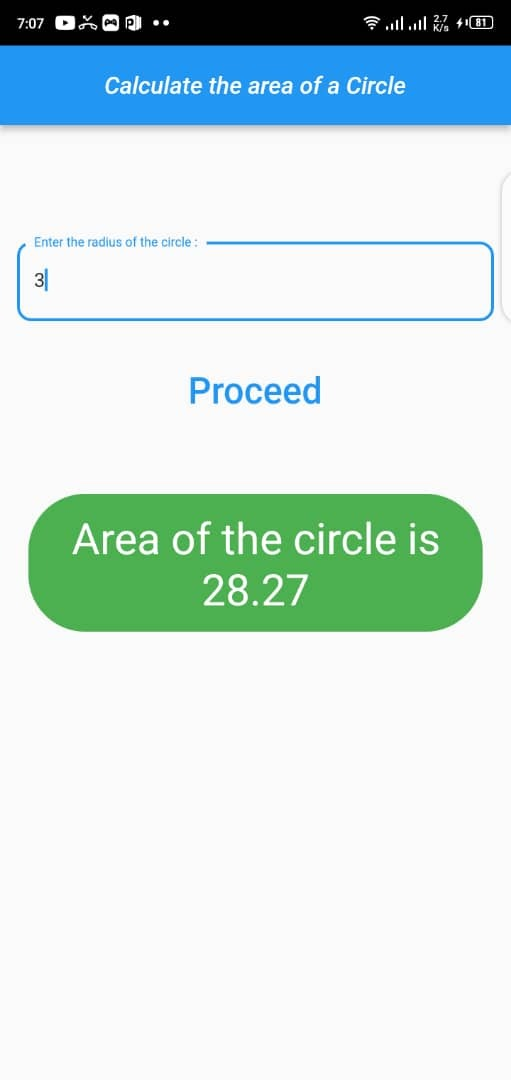 7:07
2.7
K/s
81
Calculate the area of a Circle
Enter the radius of the circle :
3
Proceed
Area of the circle is
28.27